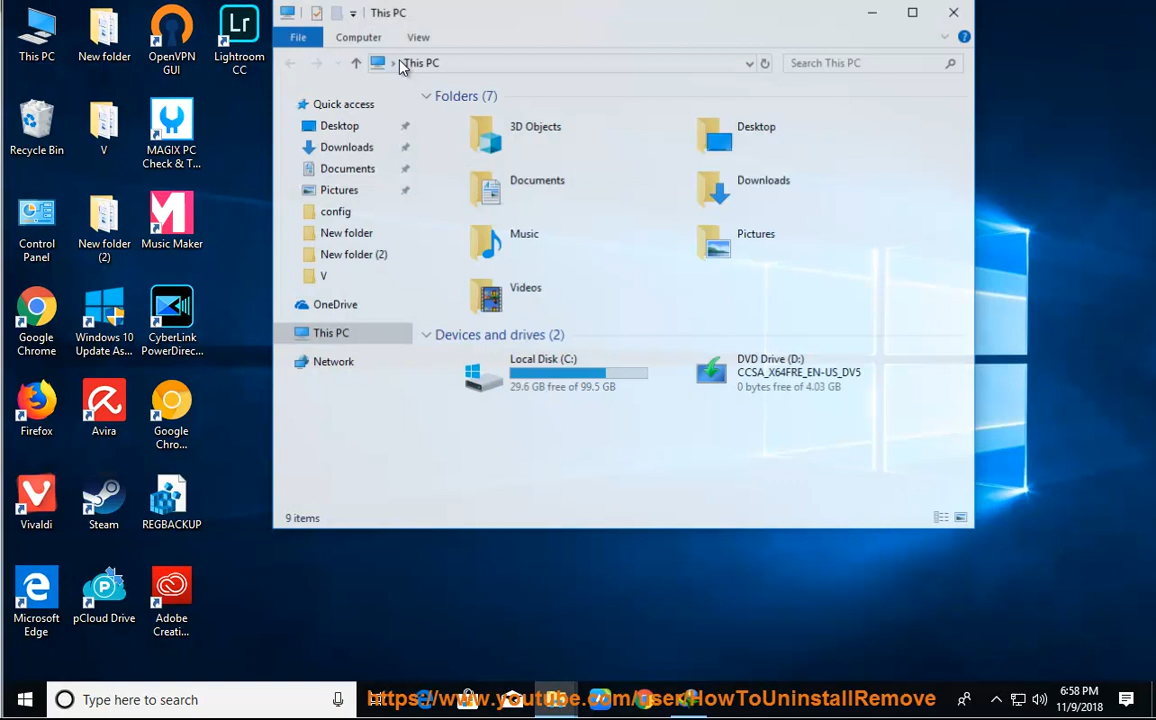 This PC
New folder
OpenVPN
GUI
Lightroom
CC
Recycle Bin
V
MAGIX PC
Check & T...
Control
Panel
New folder
(2)
Music Maker
Google
Chrome
Windows 10
Update As...
CyberLink
PowerDirec...
Firefox
Avira
Google
Chro...
Vivaldi
Steam
REGBACKUP
Microsoft
Edge
pCloud Drive
Adobe
Creati...
Lr
This PC
File
Computer
View
This PC
Search This PC
Quick access
Desktop
Downloads
Documents
Pictures
config
New folder
New folder (2)
V
OneDrive
This PC
Network
Folders (7)
3D Objects
Desktop
Documents
Downloads
Music
Pictures
Videos
Devices and drives (2)
Local Disk (C:)
29.6 GB free of 99.5 GB
DVD Drive (D:)
CCSA_X64FRE_EN-US_DV5
0 bytes free of 4.03 GB
9 items
Type here to search
https://www.youtube.com/user/HowToUninstallRemove
6:58 PM
11/9/2018